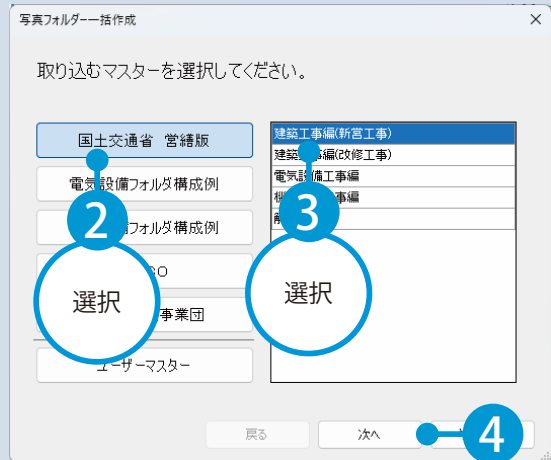 写真フォルダー一括作成
取り込むマスターを選択してください。
国土交通省 営繕版
電気設備フォルダ構成例
フォルダ構成例
事業団
ユーザーマスター
建築工事編(新営工事)
建築 事編(改修工事)
電気設備工事編
事編
2
選択
3
選択
戻る
次へ
4